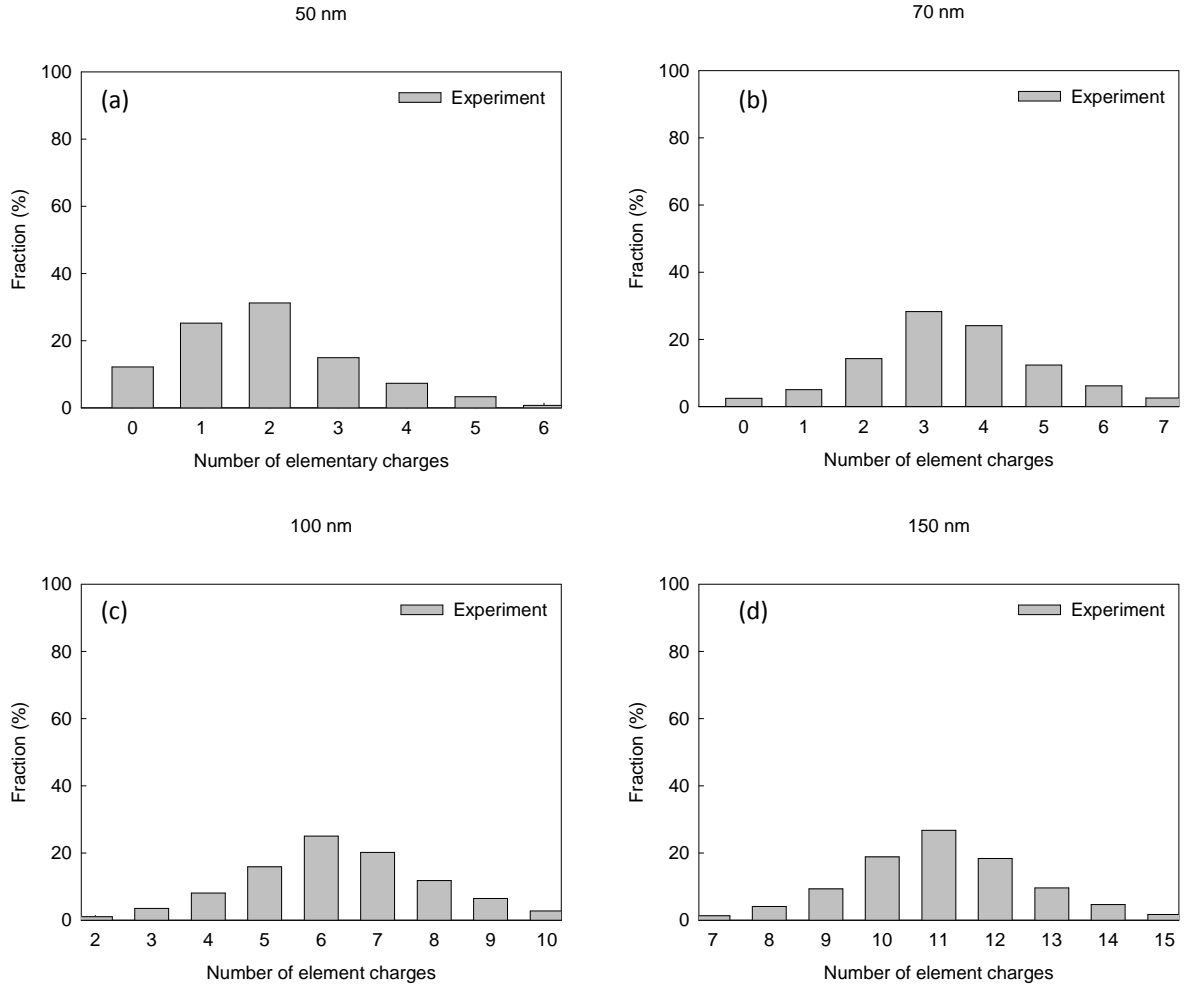 50 nm
(a)
Experiment
100
80
60
40
20
0
Fraction (%)
0 1 2 3 4 5 6
Number of elementary charges
70 nm
(b)
Experiment
100
80
60
40
20
0
Fraction (%)
0 1 2 3 4 5 6 7
Number of element charges
100 nm
(c)
Experiment
100
80
60
40
20
0
Fraction (%)
2 3 4 5 6 7 8 9 10
Number of element charges
150 nm
(d)
Experiment
100
80
60
40
20
0
Fraction (%)
7 8 9 10 11 12 13 14 15
Number of element charges